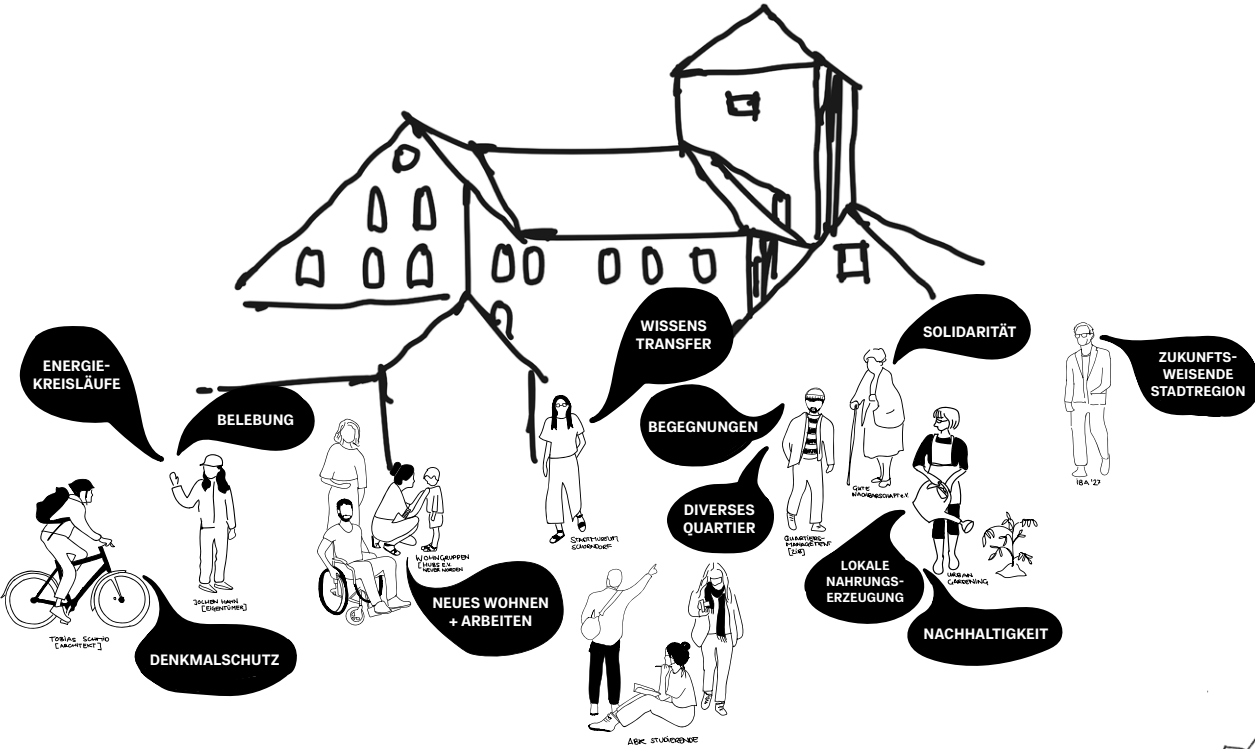 WISSENS
TRANSFER
SOLIDARITÄT
ENERGIE-
KREISLÄUFE
ZUKUNFTS-
WEISENDE
STADTREGION
BELEBUNG
BEGEGNUNGEN
IBA '27
GUTE
NACHBARSCHAFT e.V.
DIVERSES
QUARTIER
STADTMUSEUM
SCHORNDORF
QUARTIERS-
MANAGEMENT
WOHNGRUPPEN
[HUBS E.V.
NEUER NORDEN
LOKALE
NAHRUNGS-
ERZEUGUNG
URBAN
GARDENING
JOCHEN HAHN
[EIGENTÜMER]
NEUES WOHNEN
+ ARBEITEN
TOBIAS SCHMID
[ARCHITEKT]
NACHHALTIGKEIT
DENKMALSCHUTZ
ABK STUDIERENDE